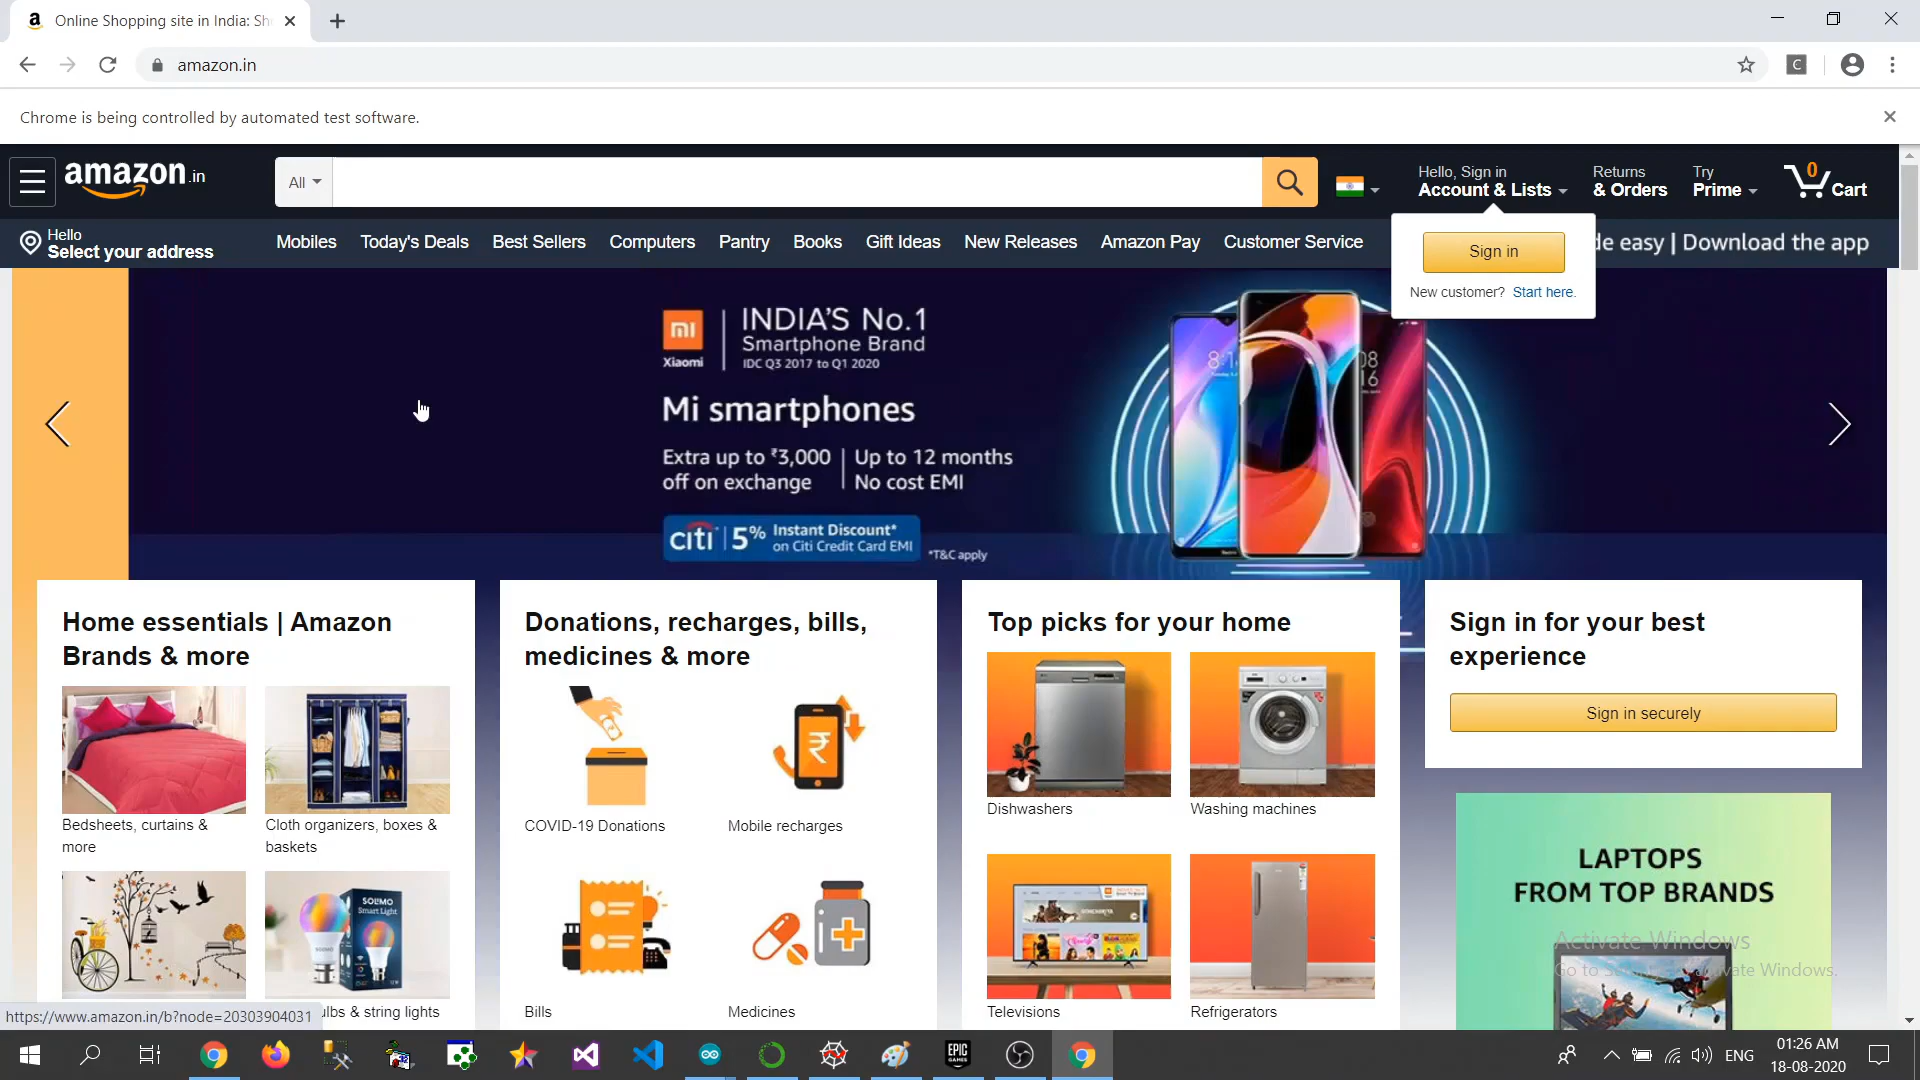 Online Shopping site in India: Sh
amazon.in
C
Chrome is being controlled by automated test software.
amazon.in
All
Hello, Sign in
Account & Lists
Returns
& Orders
Try
Prime
0
Cart
Hello
Select your address
Mobiles
Today's Deals
Best Sellers
Computers
Pantry
Books
Gift Ideas
New Releases
Amazon Pay
Customer Service
de easy | Download the app
Sign in
New customer? Start here.
mi
Xiaomi
INDIA'S No.1
Smartphone Brand
IDC Q3 2017 to Q1 2020
Mi smartphones
Extra up to ₹3,000
off on exchange
Up to 12 months
No cost EMI
citi
5% Instant Discount*
on Citi Credit Card EMI
*T&C apply
Home essentials | Amazon
Brands & more
Bedsheets, curtains &
more
Cloth organizers, boxes &
baskets
SOLIMO
Smart Light
ulbs & string lights
Donations, recharges, bills,
medicines & more
COVID-19 Donations
Mobile recharges
Bills
Medicines
Top picks for your home
Dishwashers
Washing machines
Televisions
Refrigerators
Sign in for your best
experience
Sign in securely
LAPTOPS
FROM TOP BRANDS
Activate Windows
https://www.amazon.in/b?node=20303904031
EPIC
GAMES
ENG
01:26 AM
18-08-2020